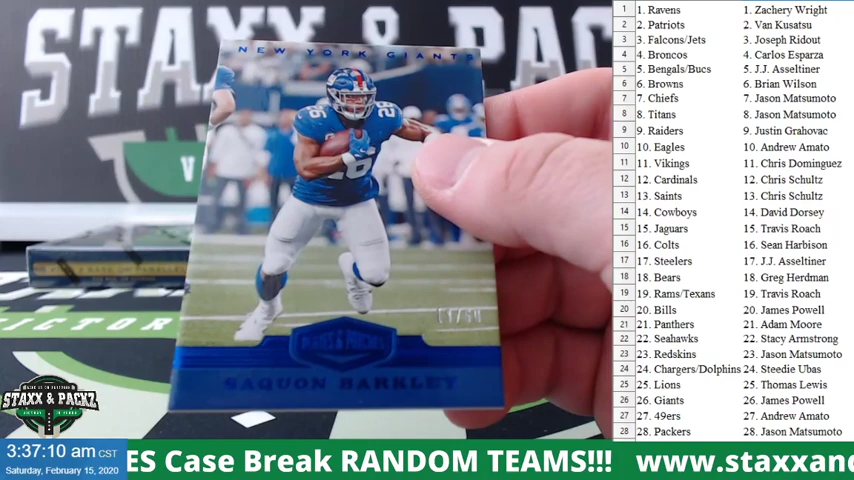 STAXX & PACKZ
V
VICTOR
NEW YORK GIANTS
26
26
PLATES & PATCHES
SAQUON BARKLEY
1 1. Ravens 1. Zachery Wright
2 2. Patriots 2. Van Kusatsu
3 3. Falcons/Jets 3. Joseph Ridout
4 4. Broncos 4. Carlos Esparza
5 5. Bengals/Bucs 5. J.J. Asseltiner
6 6. Browns 6. Brian Wilson
7 7. Chiefs 7. Jason Matsumoto
8 8. Titans 8. Jason Matsumoto
9 9. Raiders 9. Justin Grahovac
10 10. Eagles 10. Andrew Amato
11 11. Vikings 11. Chris Dominguez
12 12. Cardinals 12. Chris Schultz
13 13. Saints 13. Chris Schultz
14 14. Cowboys 14. David Dorsey
15 15. Jaguars 15. Travis Roach
16 16. Colts 16. Sean Harbison
17 17. Steelers 17. J.J. Asseltiner
18 18. Bears 18. Greg Herdman
19 19. Rams/Texans 19. Travis Roach
20 20. Bills 20. James Powell
21 21. Panthers 21. Adam Moore
22 22. Seahawks 22. Stacy Armstrong
23 23. Redskins 23. Jason Matsumoto
24 24. Chargers/Dolphins 24. Steedie Ubas
25 25. Lions 25. Thomas Lewis
26 26. Giants 26. James Powell
27 27. 49ers 27. Andrew Amato
28 28. Packers 28. Jason Matsumoto
STAXX & PACKZ
3:37:10 am CST
Saturday, February 15, 2020
ES Case Break RANDOM TEAMS!!! www.staxxand